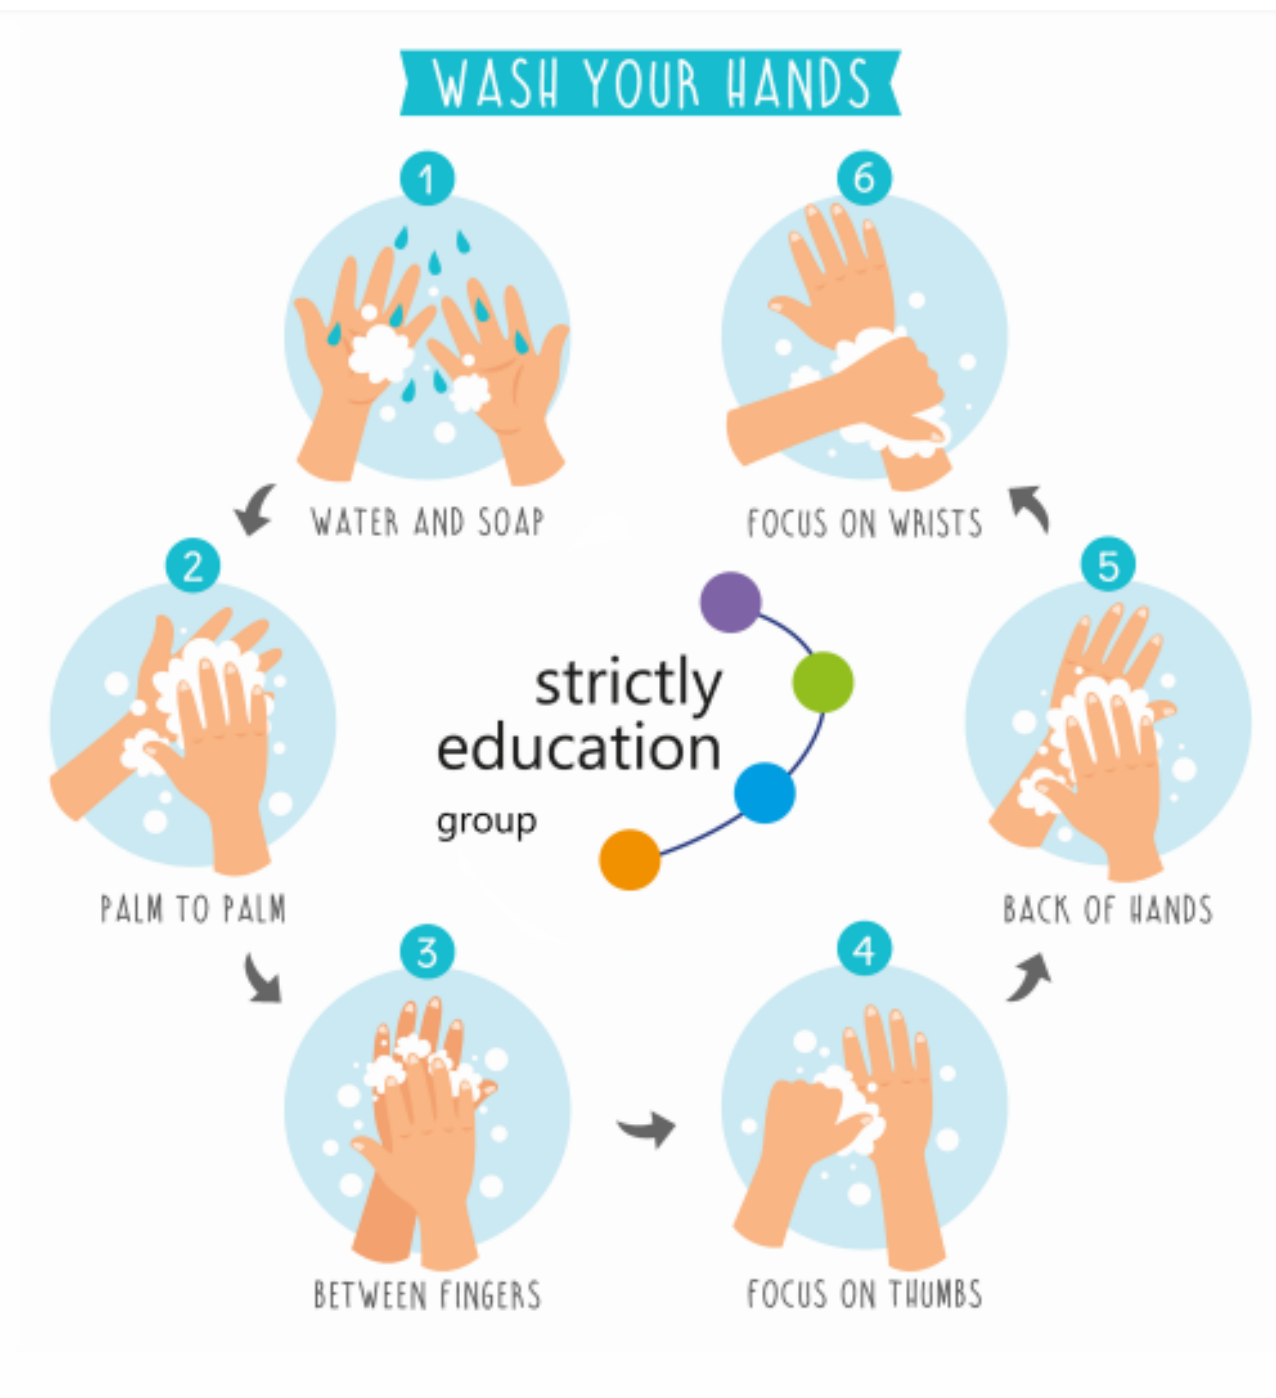 WASH YOUR HANDS
1
WATER AND SOAP
2
PALM TO PALM
3
BETWEEN FINGERS
4
FOCUS ON THUMBS
5
BACK OF HANDS
6
FOCUS ON WRISTS
strictly
education
group